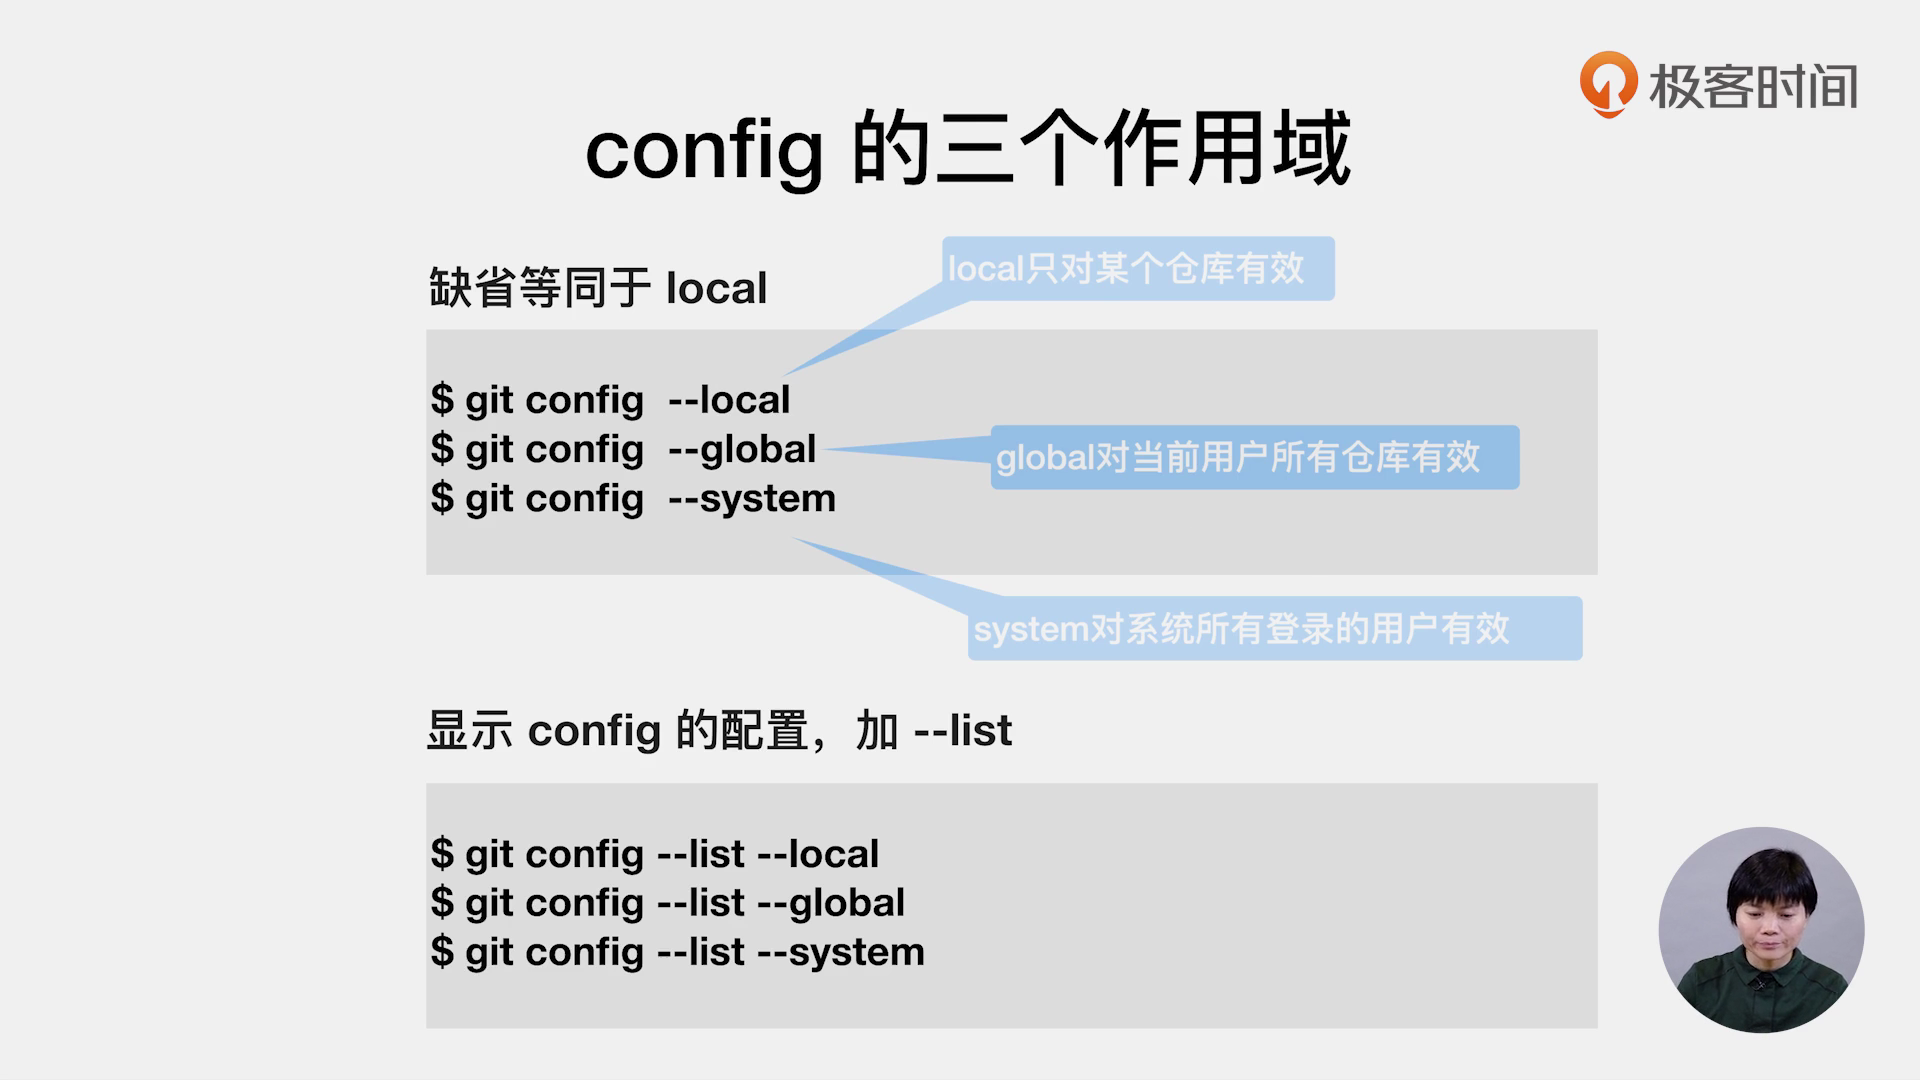 极客时间
config 的三个作用域
缺省等同于 local
local只对某个仓库有效
$ git config  --local
$ git config  --global
global对当前用户所有仓库有效
$ git config  --system
system对系统所有登录的用户有效
显示 config 的配置，加 --list
$ git config --list --local
$ git config --list --global
$ git config --list --system